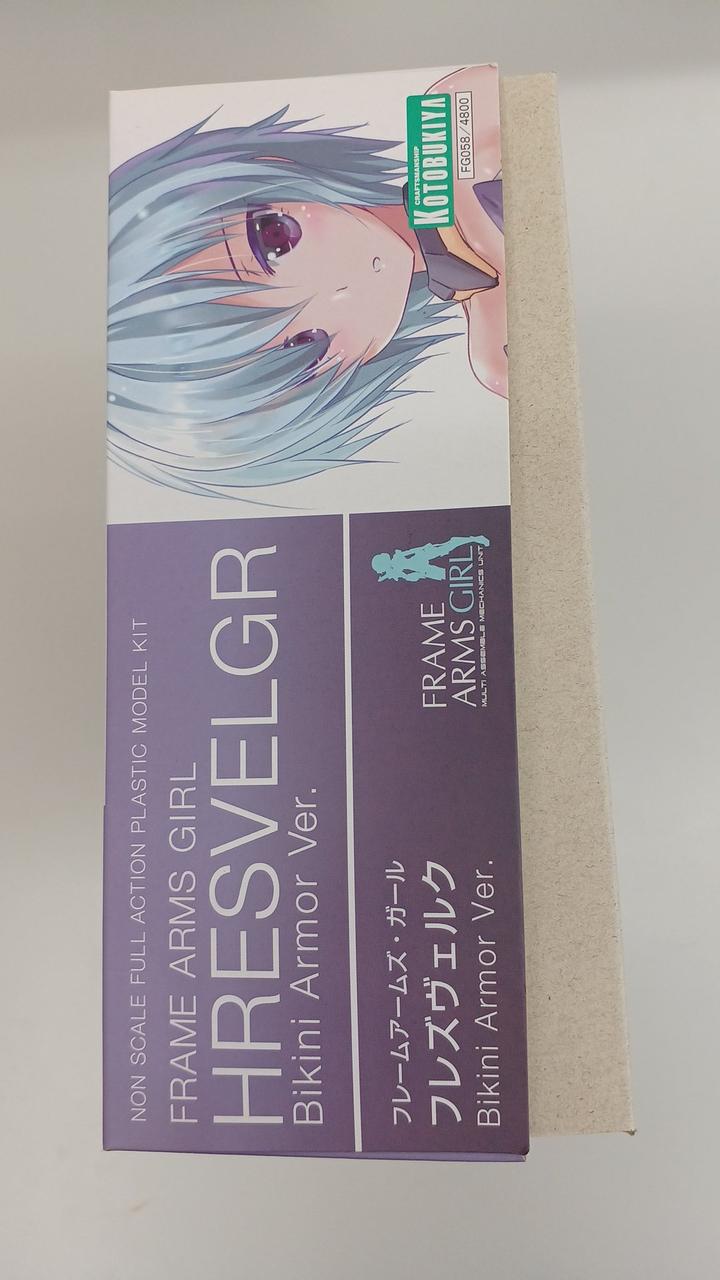 NON SCALE FULL ACTION PLASTIC MODEL KIT
FRAME ARMS GIRL
HRESVELGR
Bikini Armor Ver.
フレームアームズ・ガール
フレズヴェルク
Bikini Armor Ver.
FRAME
ARMS GIRL
MULTI ASSEMBLE MECHANICS UNIT
CRAFTSMANSHIP
KOTOBUKIYA
FG058/4800